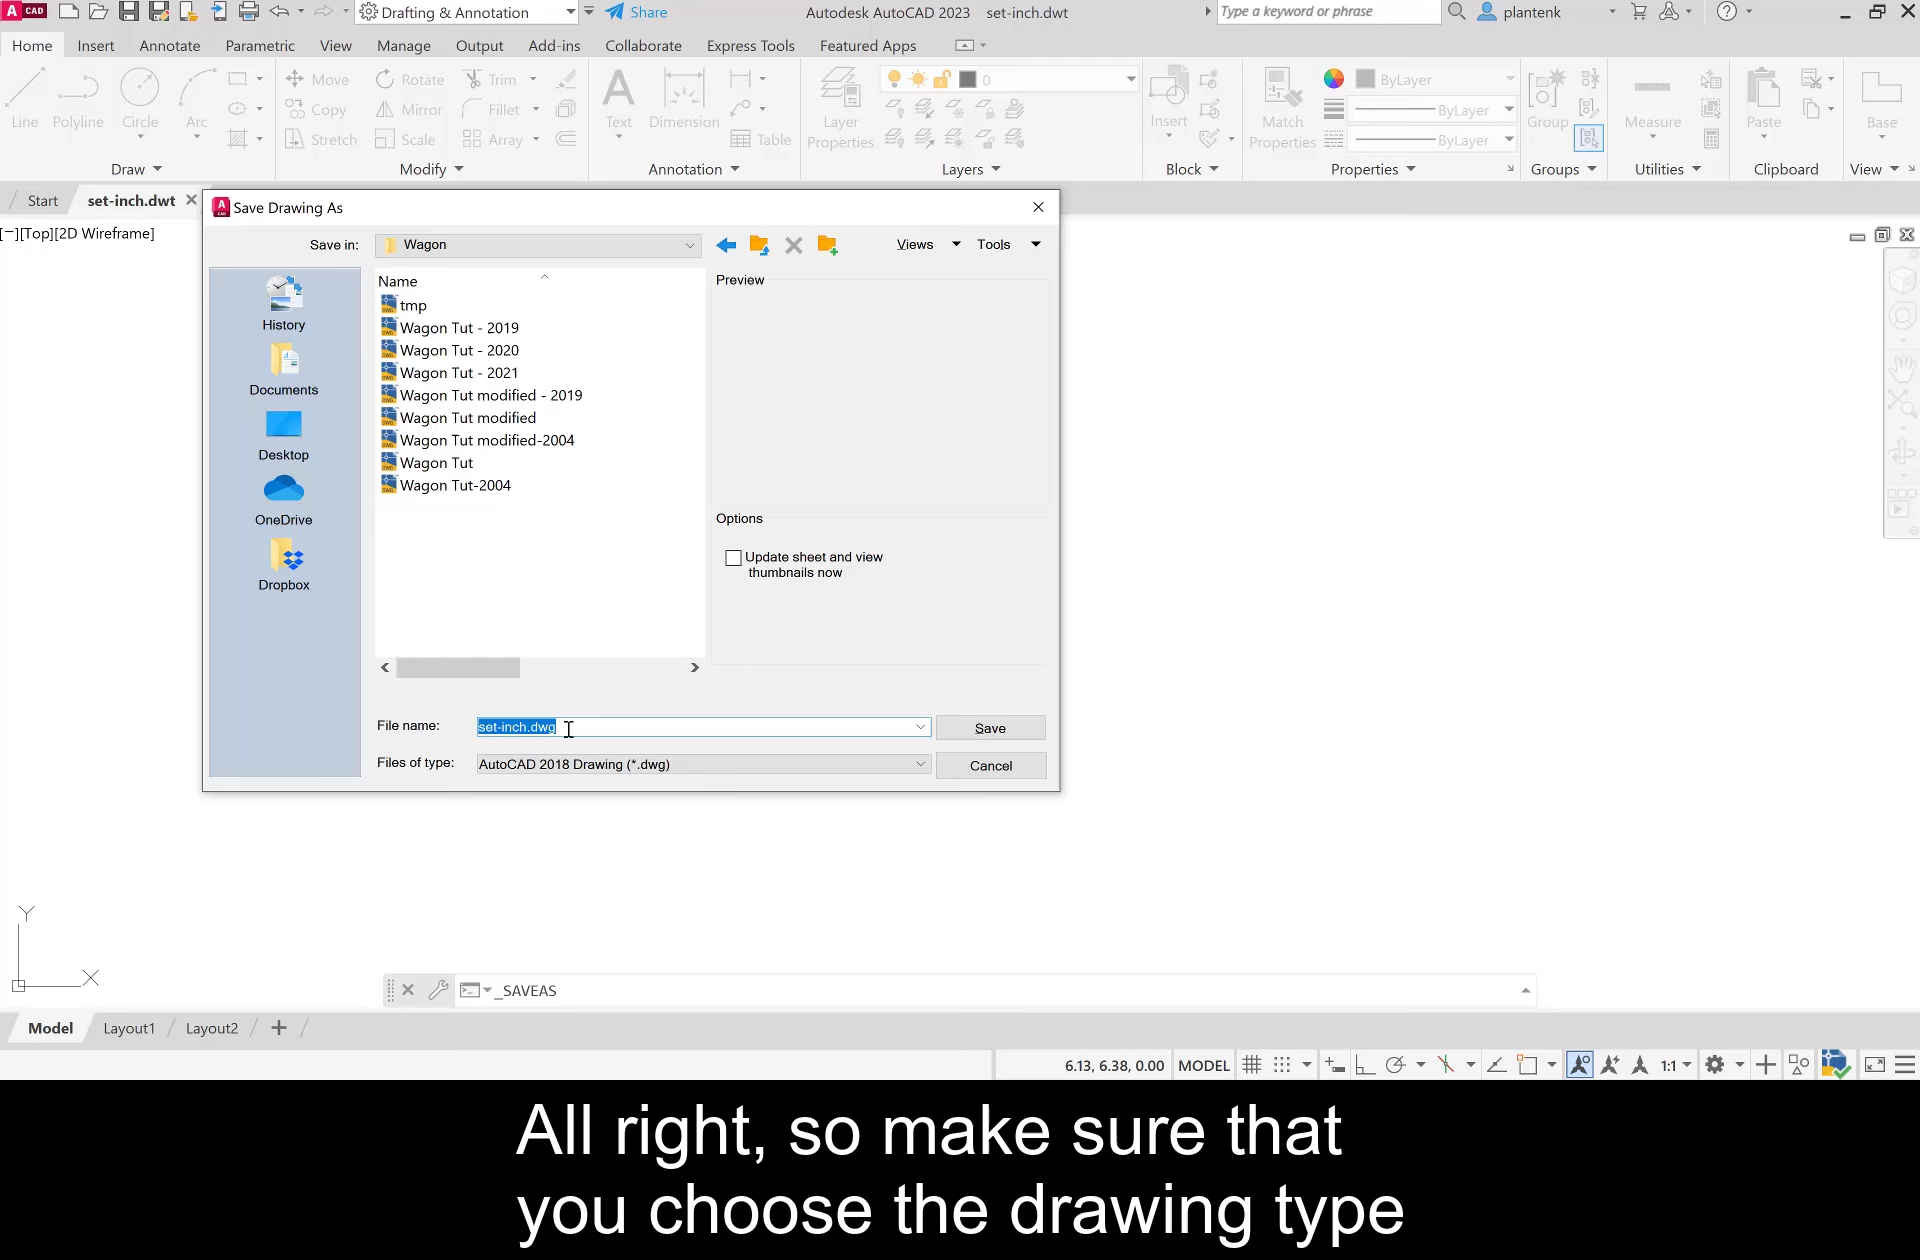 A CAD
Drafting & Annotation
Share
Autodesk AutoCAD 2023 set-inch.dwt
Type a keyword or phrase
plantenk
Home Insert Annotate Parametric View Manage Output Add-ins Collaborate Express Tools Featured Apps
Line Polyline Circle Arc
Move Rotate Trim
Copy Mirror Fillet
Stretch Scale Array
Text Dimension Table
Layer Properties
0
Insert
Match Properties
ByLayer
ByLayer
ByLayer
Group
Measure
Paste
Base
Draw Modify Annotation Layers Block Properties Groups Utilities Clipboard View
Start set-inch.dwt
[−][Top][2D Wireframe]
Save Drawing As
Save in: Wagon
Views Tools
History
Documents
Desktop
OneDrive
Dropbox
Name
tmp
Wagon Tut - 2019
Wagon Tut - 2020
Wagon Tut - 2021
Wagon Tut modified - 2019
Wagon Tut modified
Wagon Tut modified-2004
Wagon Tut
Wagon Tut-2004
Preview
Options
Update sheet and view
thumbnails now
File name: set-inch.dwg
Save
Files of type: AutoCAD 2018 Drawing (*.dwg)
Cancel
Y
X
_SAVEAS
Model Layout1 Layout2
6.13, 6.38, 0.00 MODEL 1:1
All right, so make sure that
you choose the drawing type